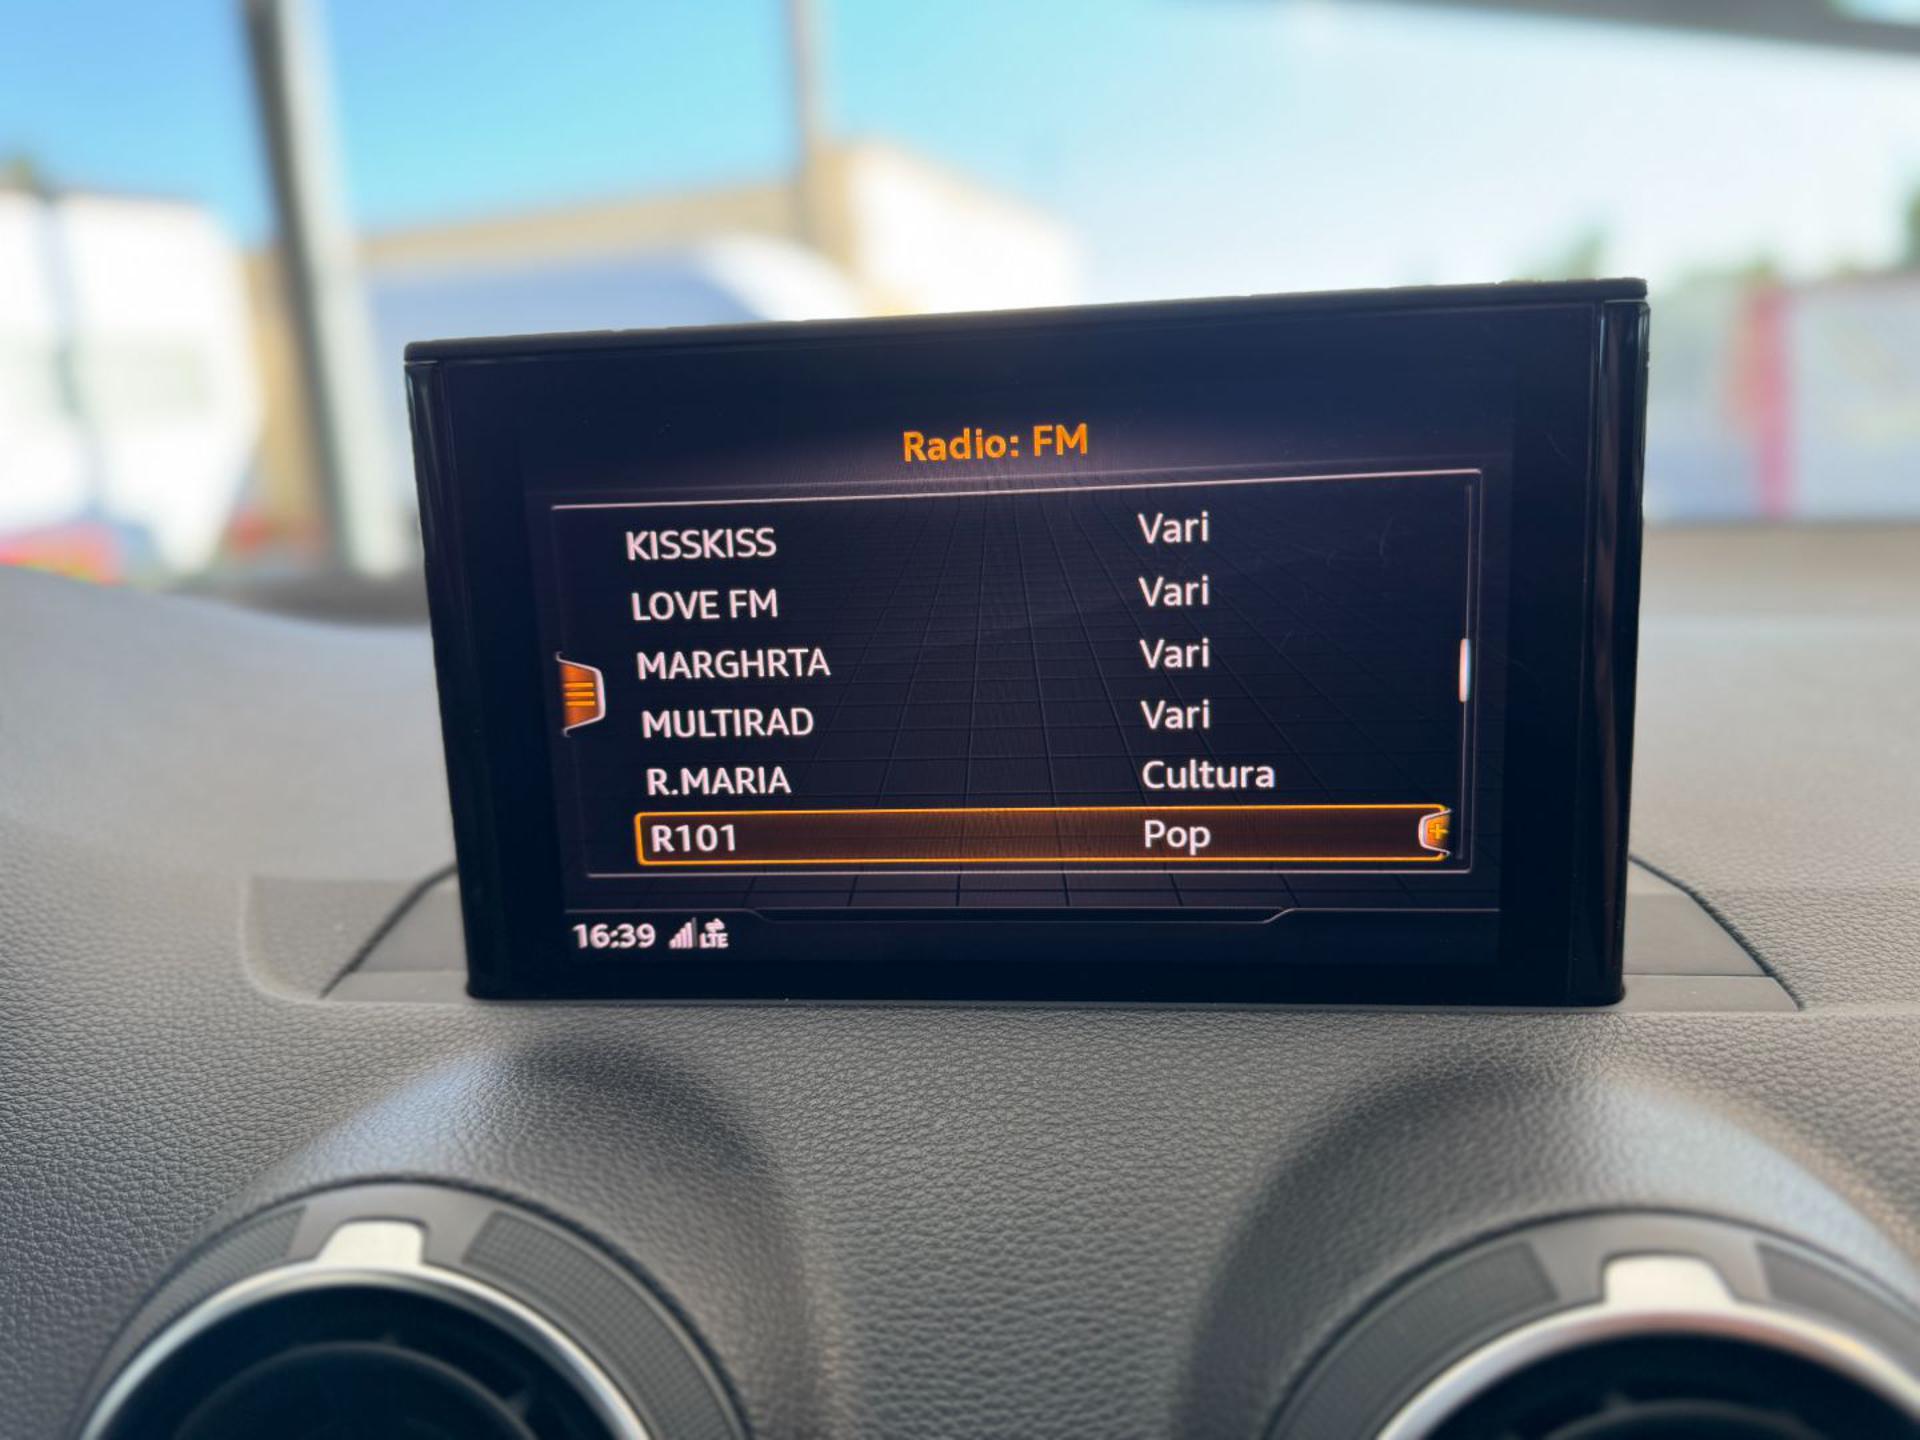 Radio: FM
KISSKISS Vari
LOVE FM Vari
MARGHRTA Vari
MULTIRAD Vari
R.MARIA Cultura
R101 Pop
16:39 LTE